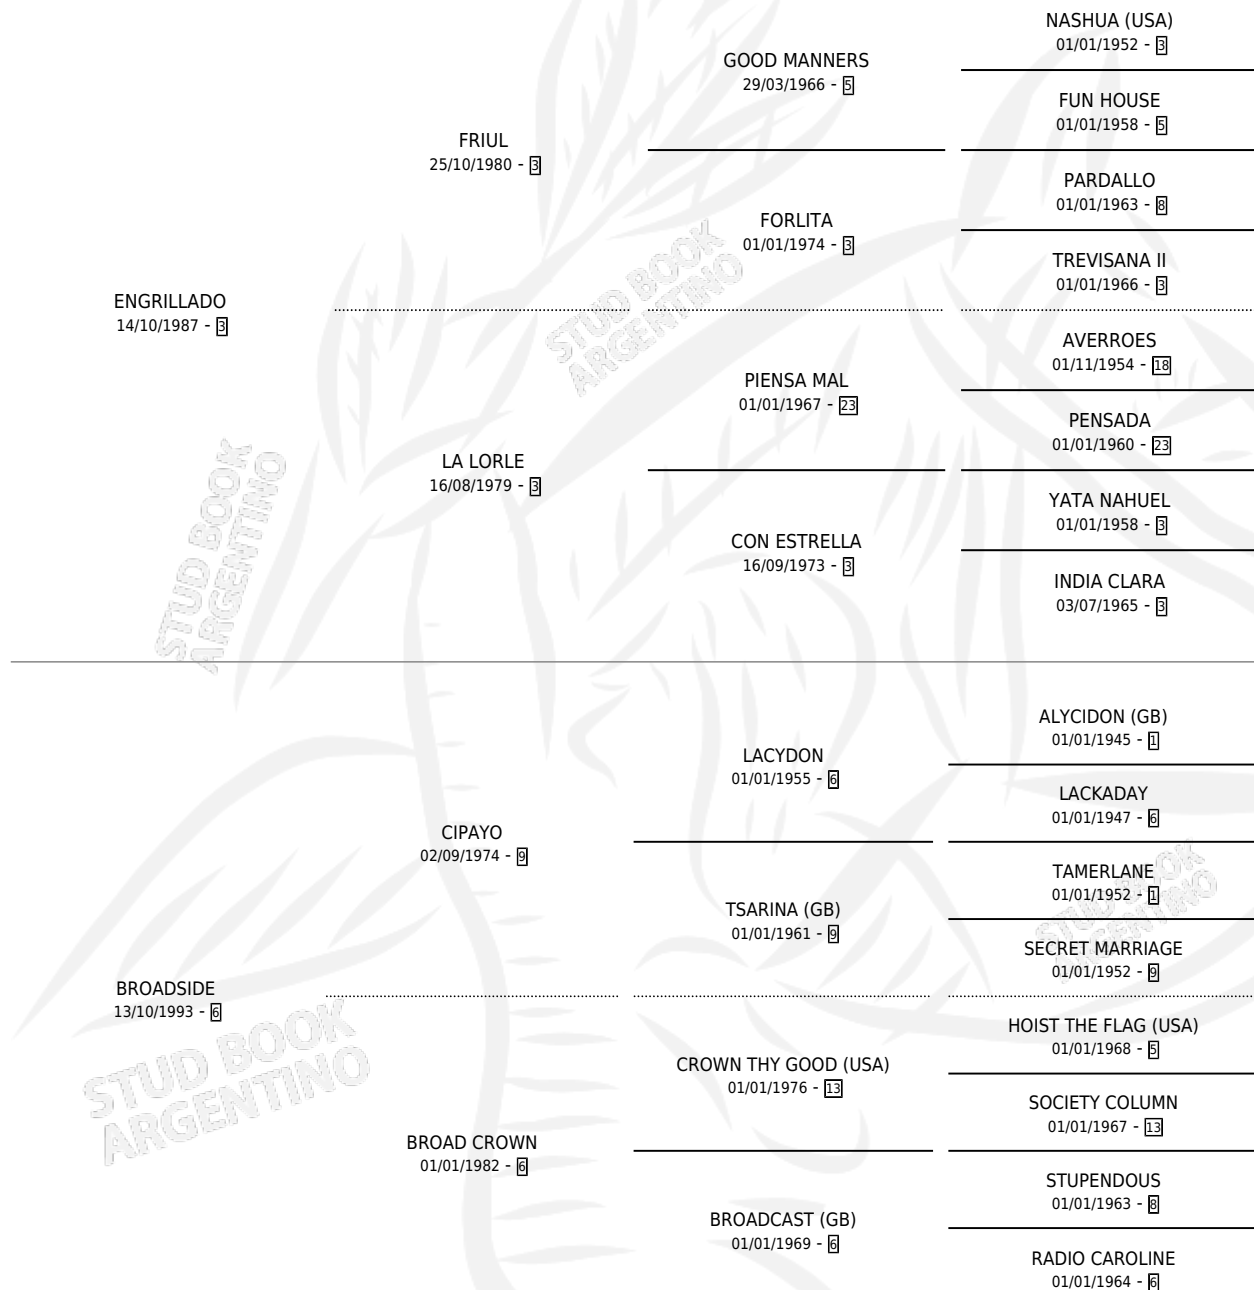 NASHUA (USA)
01/01/1952 - 3
GOOD MANNERS
29/03/1966 - 5
FUN HOUSE
01/01/1958 - 5
FRIUL
25/10/1980 - 3
PARDALLO
01/01/1963 - 8
FORLITA
01/01/1974 - 3
TREVISANA II
01/01/1966 - 3
ENGRILLADO
14/10/1987 - 3
AVERROES
01/11/1954 - 18
PIENSA MAL
01/01/1967 - 23
PENSADA
01/01/1960 - 23
LA LORLE
16/08/1979 - 3
YATA NAHUEL
01/01/1958 - 3
CON ESTRELLA
16/09/1973 - 3
INDIA CLARA
03/07/1965 - 3
ALYCIDON (GB)
01/01/1945 - 1
LACYDON
01/01/1955 - 6
LACKADAY
01/01/1947 - 6
CIPAYO
02/09/1974 - 9
TAMERLANE
01/01/1952 - 1
TSARINA (GB)
01/01/1961 - 9
SECRET MARRIAGE
01/01/1952 - 9
BROADSIDE
13/10/1993 - 6
HOIST THE FLAG (USA)
01/01/1968 - 5
CROWN THY GOOD (USA)
01/01/1976 - 13
SOCIETY COLUMN
01/01/1967 - 13
BROAD CROWN
01/01/1982 - 6
STUPENDOUS
01/01/1963 - 8
BROADCAST (GB)
01/01/1969 - 6
RADIO CAROLINE
01/01/1964 - 6
STUD BOOK
ARGENTINO
STUD BOOK
ARGENTINO
STUD BOOK
ARGENTINO
STUD BOOK
ARGENTINO